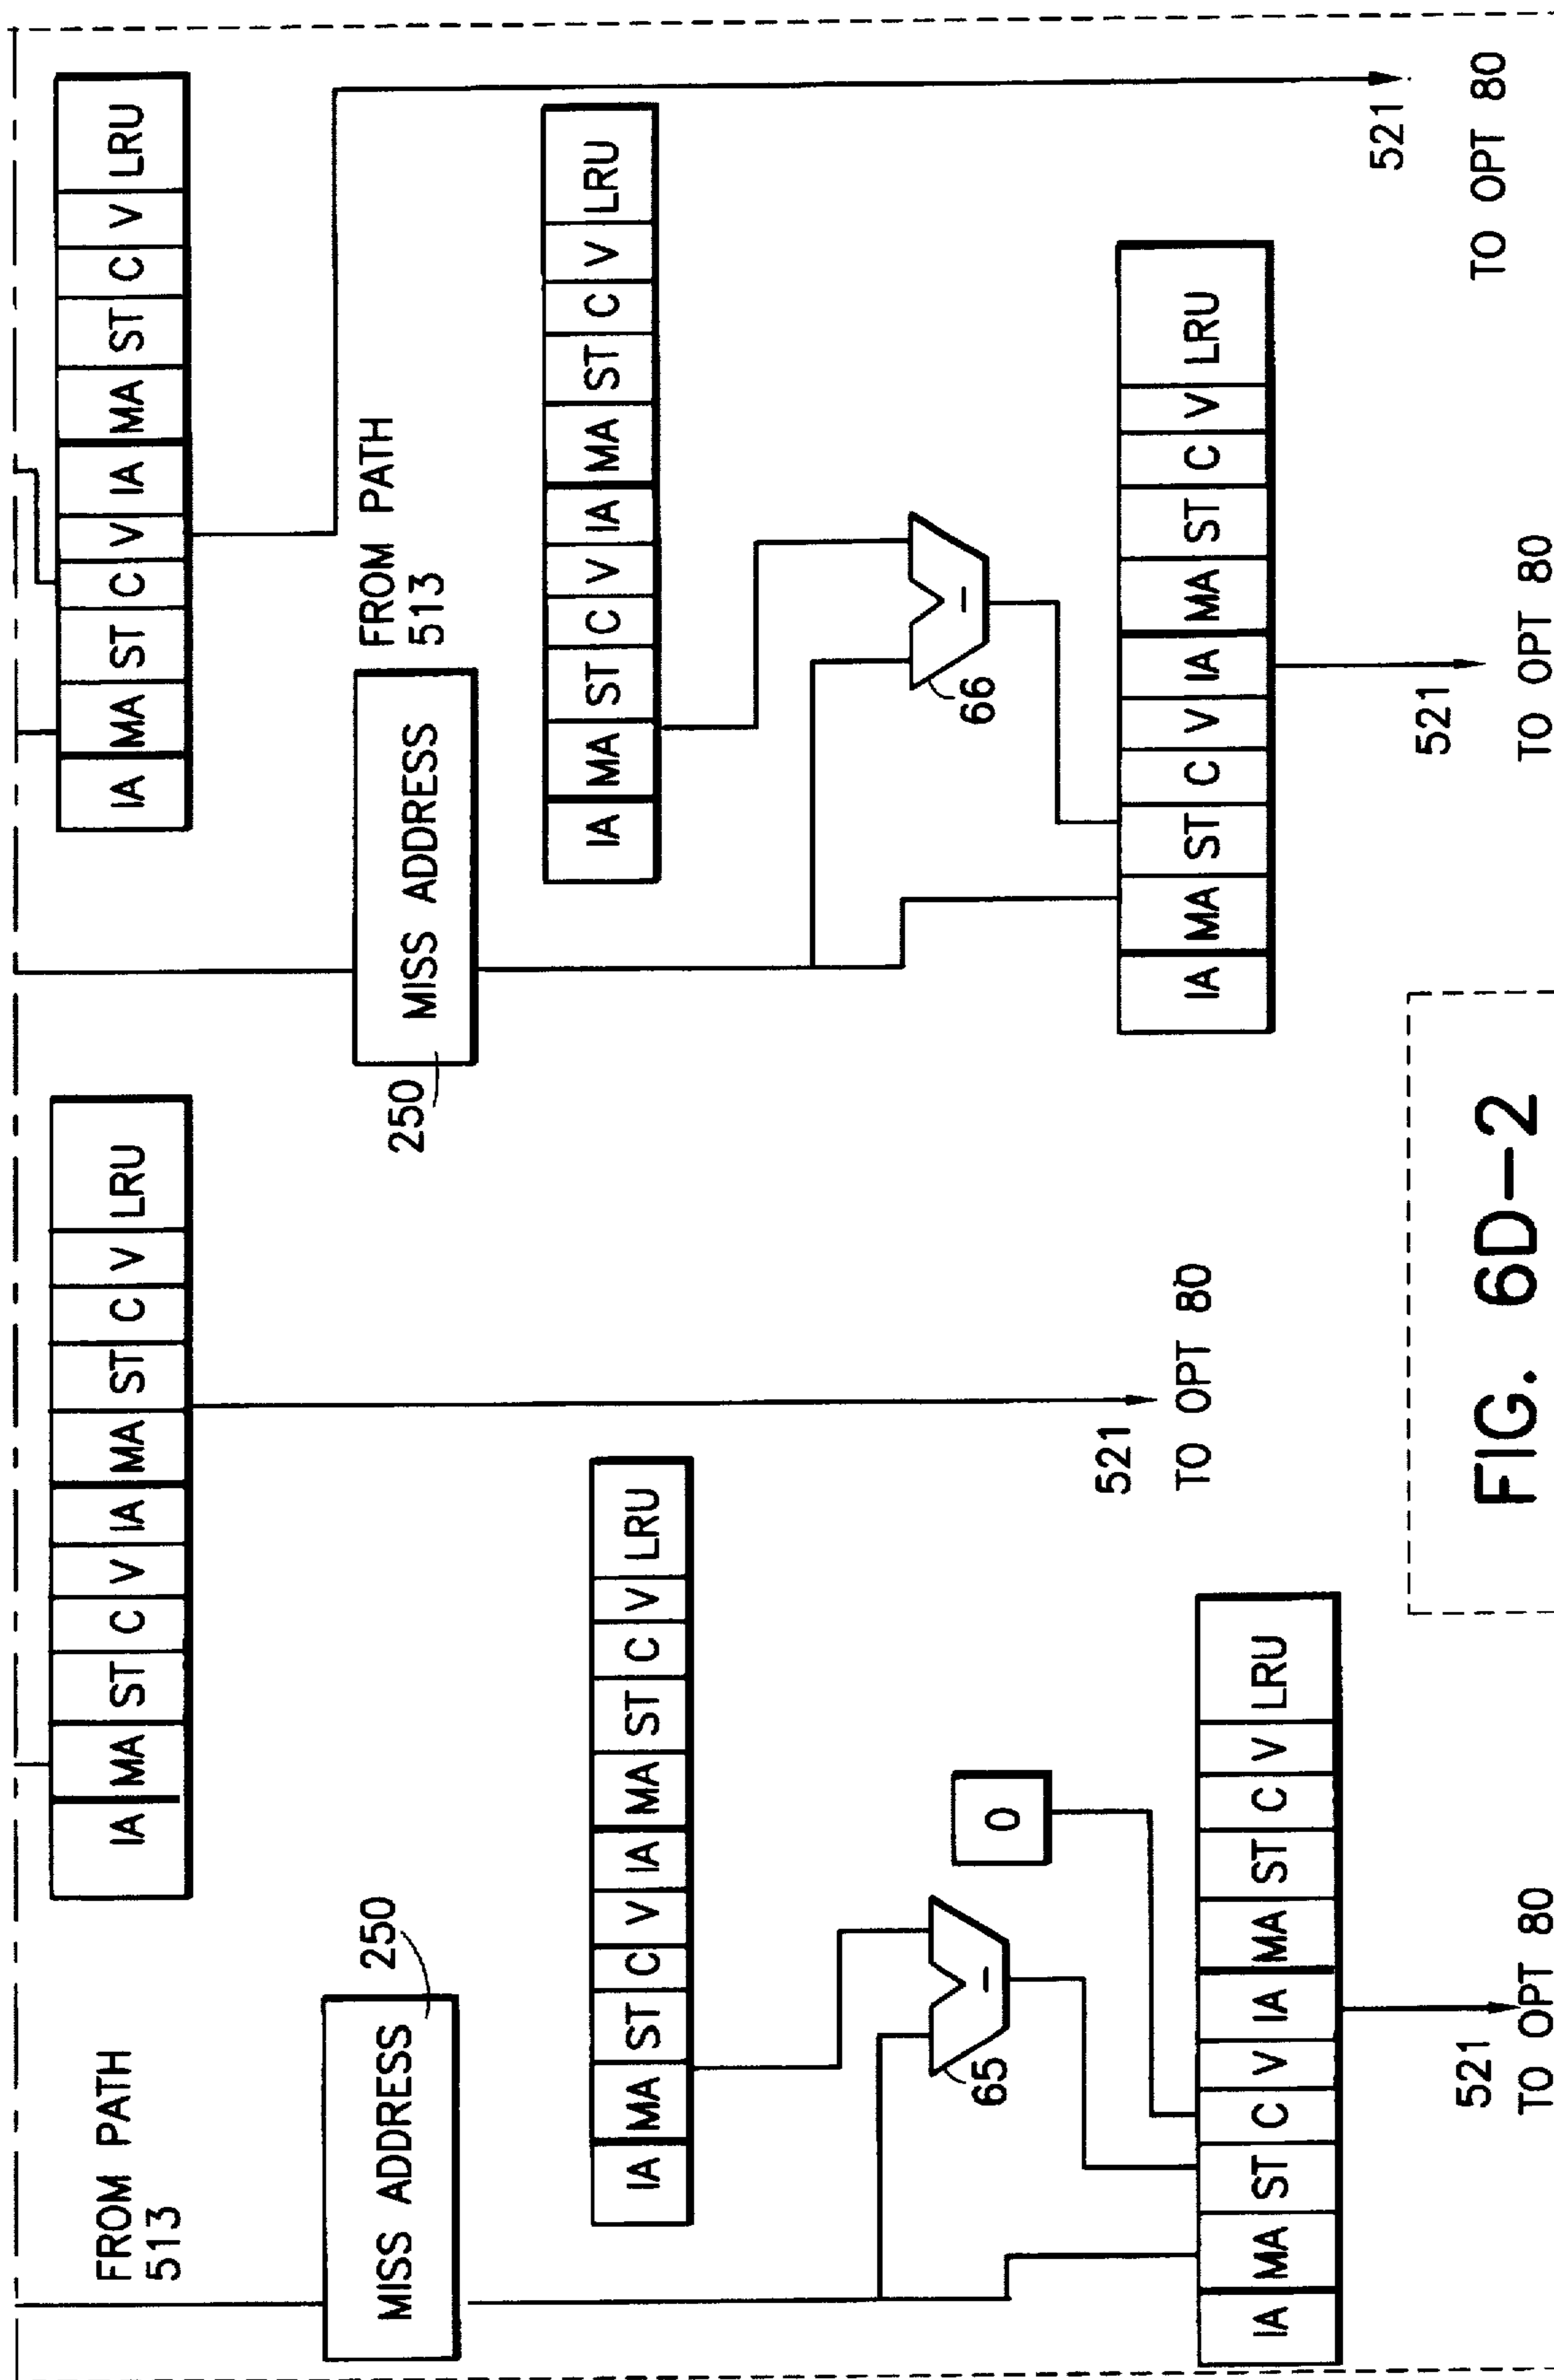 FROM PATH
513
IA MA ST C V IA MA ST C V LRU
IA MA ST C V IA MA ST C V LRU
MISS ADDRESS
250
250
MISS ADDRESS
FROM PATH
513
IA MA ST C V IA MA ST C V LRU
IA MA ST C V IA MA ST C V LRU
65
−
0
66
−
521
TO OPT 80
IA MA ST C V IA MA ST C V LRU
IA MA ST C V IA MA ST C V LRU
521
TO OPT 80
FIG. 6D-2
521
TO OPT 80
521
TO OPT 80